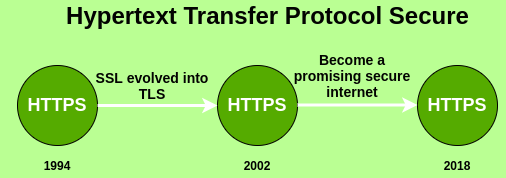 Hypertext Transfer Protocol Secure
SSL evolved into
TLS
Become a
promising secure
internet
HTTPS
HTTPS
HTTPS
1994
2002
2018